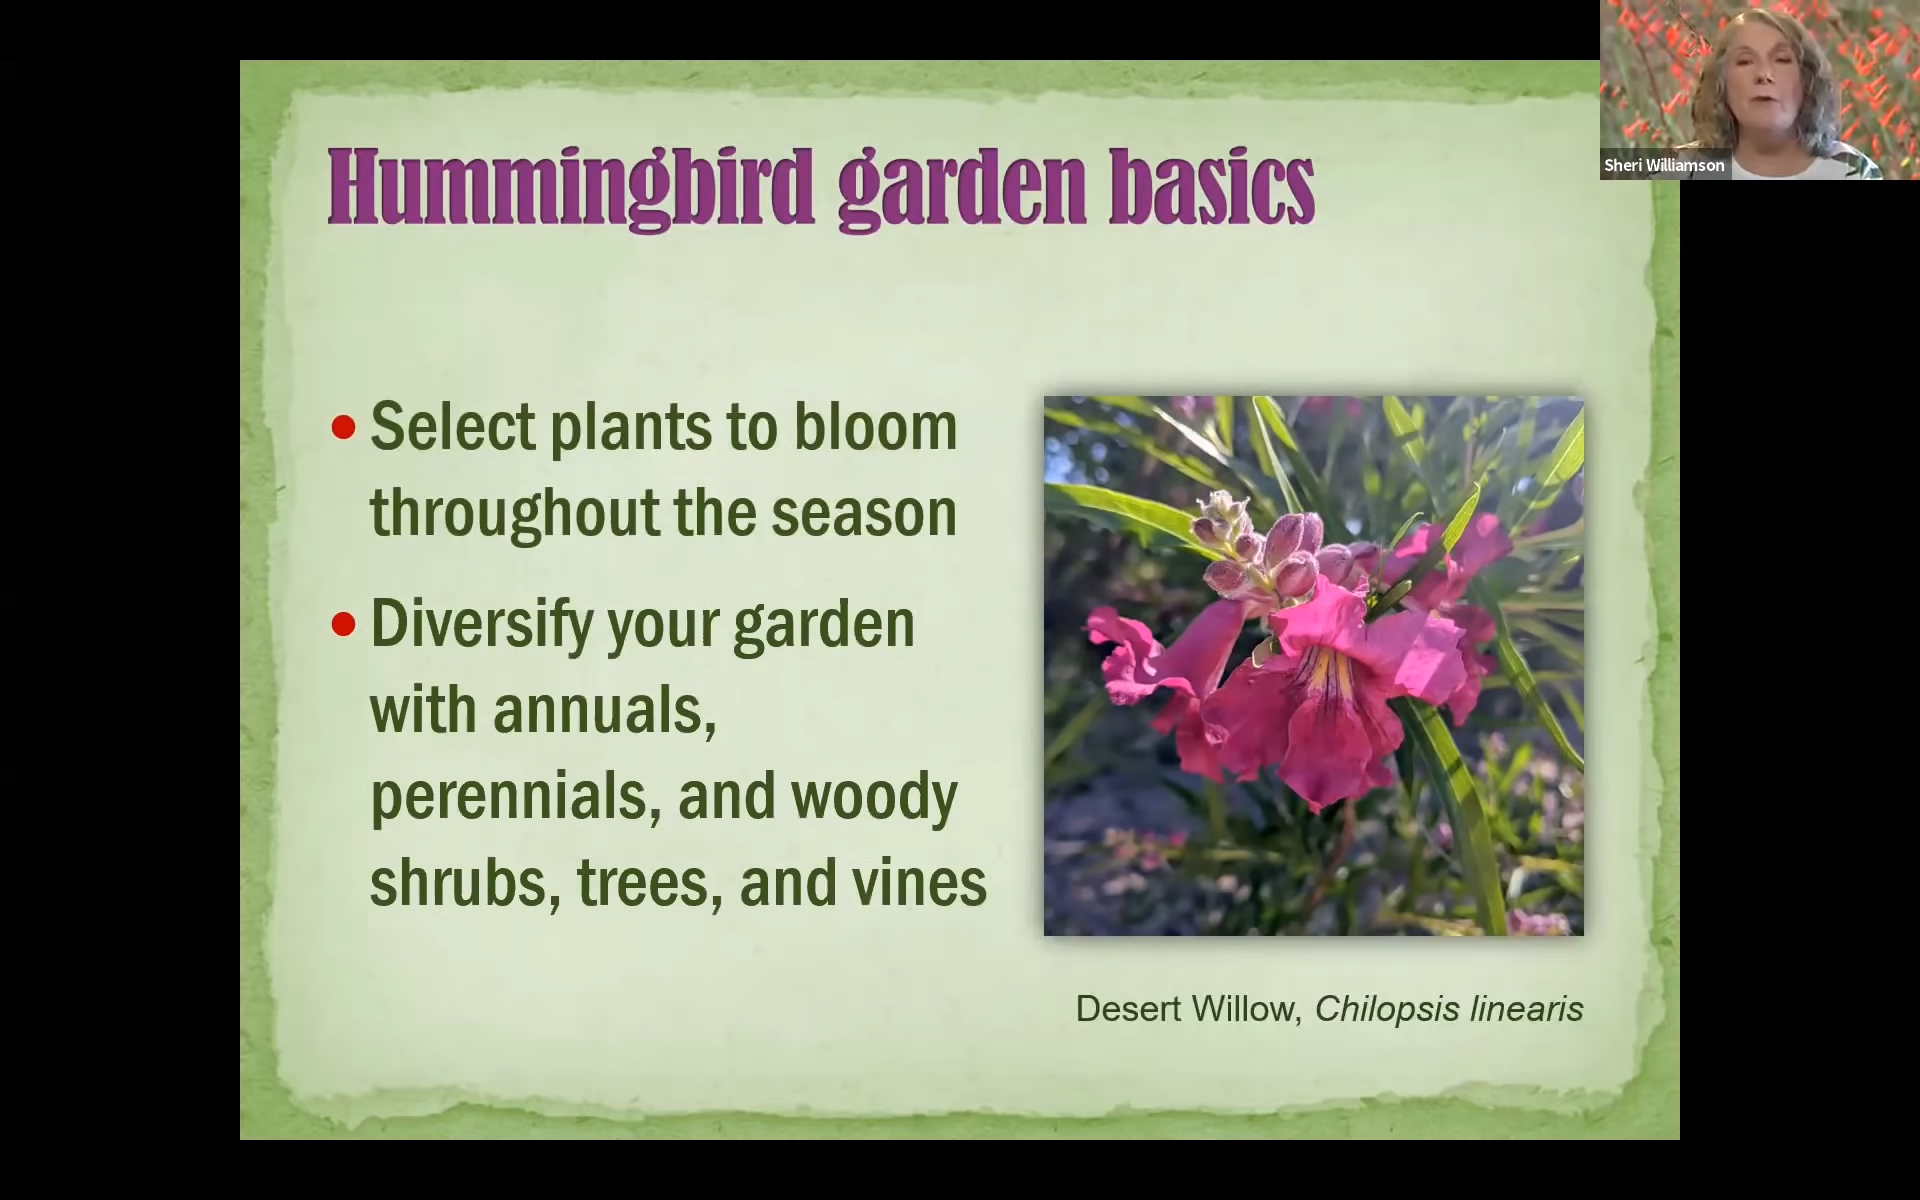 Hummingbird garden basics
Sheri Williamson
Select plants to bloom
throughout the season
Diversify your garden
with annuals,
perennials, and woody
shrubs, trees, and vines
Desert Willow, Chilopsis linearis